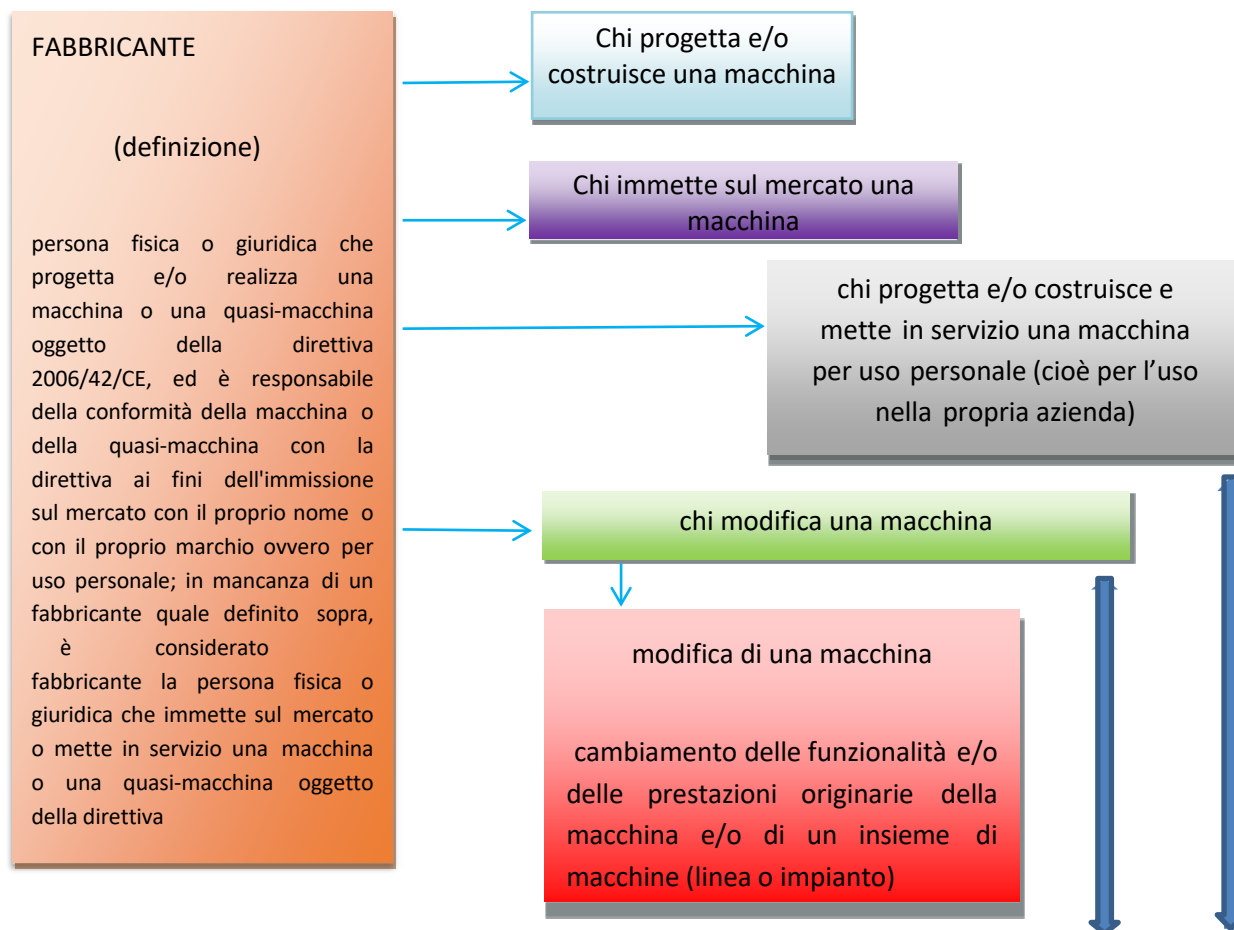 FABBRICANTE
(definizione)
persona fisica o giuridica che
progetta e/o realizza una
macchina o una quasi-macchina
oggetto della direttiva
2006/42/CE, ed è responsabile
della conformità della macchina o
della quasi-macchina con la
direttiva ai fini dell'immissione
sul mercato con il proprio nome o
con il proprio marchio ovvero per
uso personale; in mancanza di un
fabbricante quale definito sopra,
è considerato
fabbricante la persona fisica o
giuridica che immette sul mercato
o mette in servizio una macchina
o una quasi-macchina oggetto
della direttiva
Chi progetta e/o
costruisce una macchina
Chi immette sul mercato una
macchina
chi progetta e/o costruisce e
mette in servizio una macchina
per uso personale (cioè per l’uso
nella propria azienda)
chi modifica una macchina
modifica di una macchina
cambiamento delle funzionalità e/o
delle prestazioni originarie della
macchina e/o di un insieme di
macchine (linea o impianto)